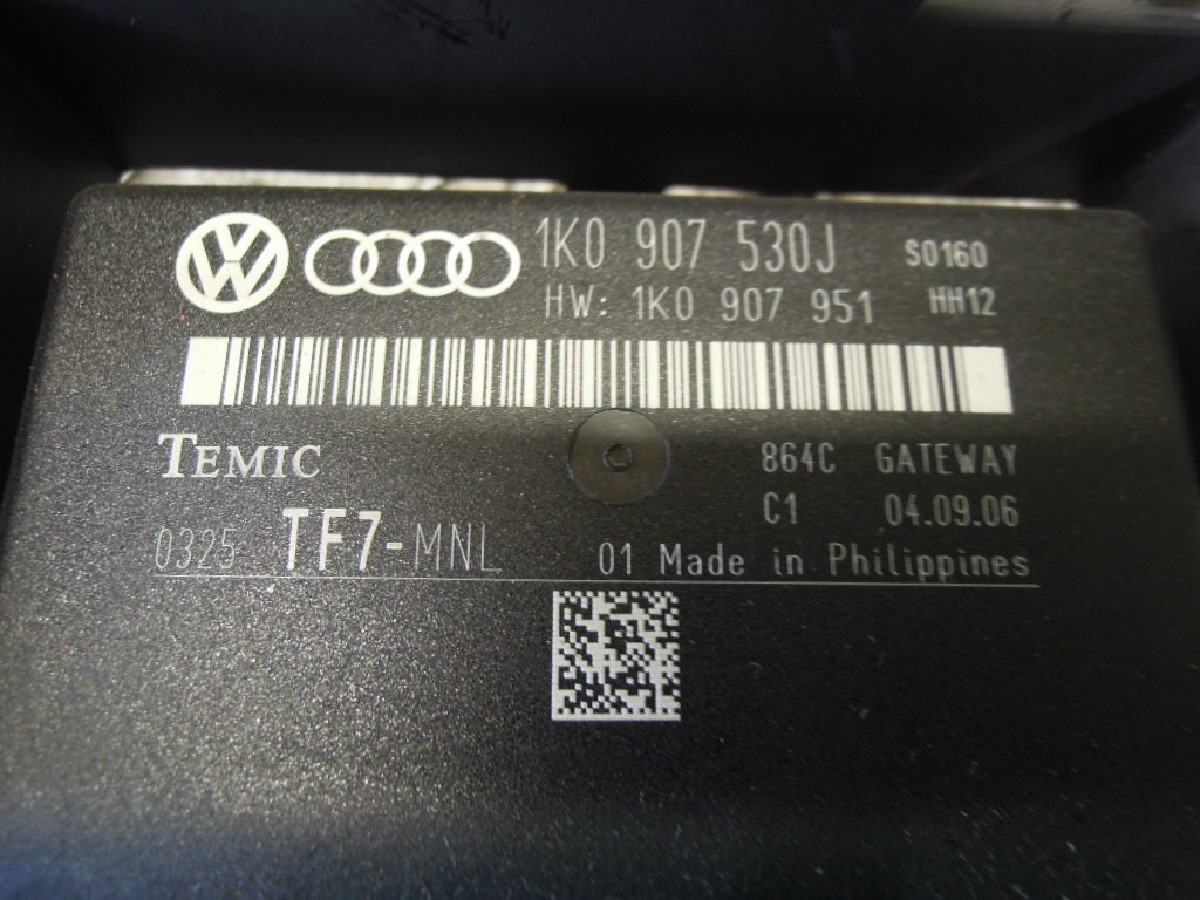 1K0 907 530J S0160
HW: 1K0 907 951 HH12
TEMIC 864C GATEWAY
C1 04.09.06
0325 TF7-MNL 01 Made in Philippines